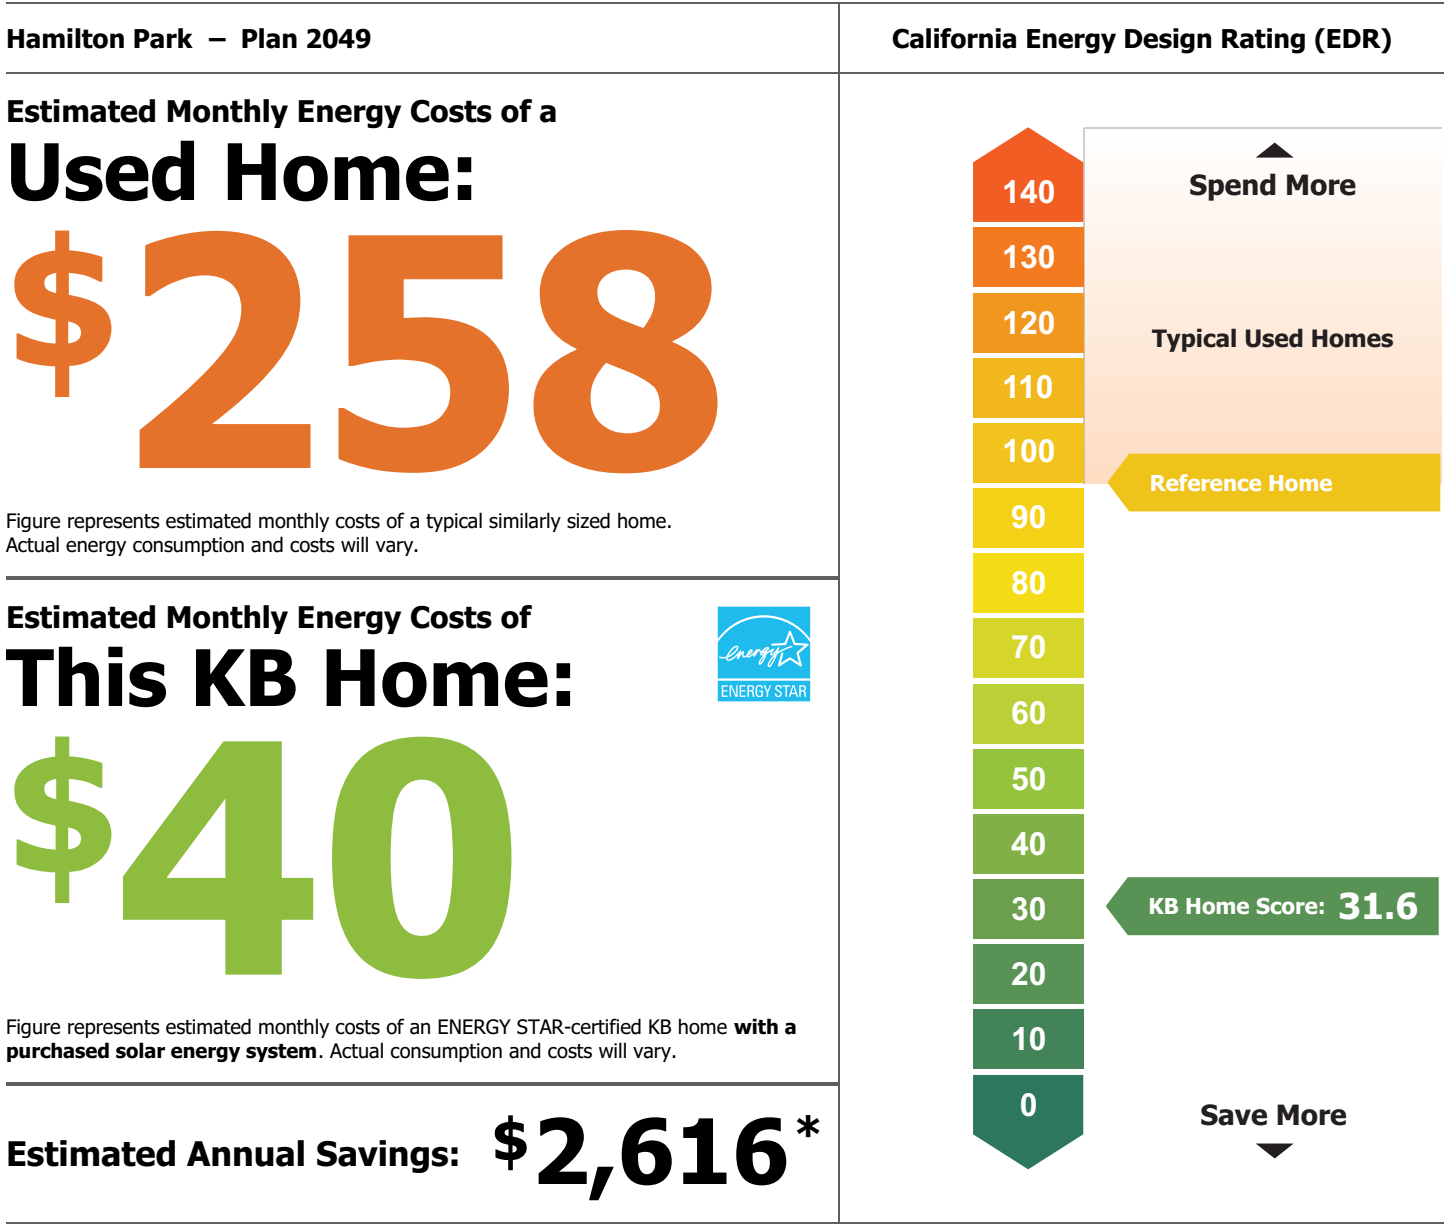 Hamilton Park – Plan 2049
Estimated Monthly Energy Costs of a
Used Home:
$258
Figure represents estimated monthly costs of a typical similarly sized home.
Actual energy consumption and costs will vary.
Estimated Monthly Energy Costs of
This KB Home:
energy
ENERGY STAR
$40
Figure represents estimated monthly costs of an ENERGY STAR-certified KB home with a
purchased solar energy system. Actual consumption and costs will vary.
Estimated Annual Savings: $2,616*
California Energy Design Rating (EDR)
Spend More
140
130
120
Typical Used Homes
110
100
Reference Home
90
80
70
60
50
40
30
KB Home Score: 31.6
20
10
0
Save More